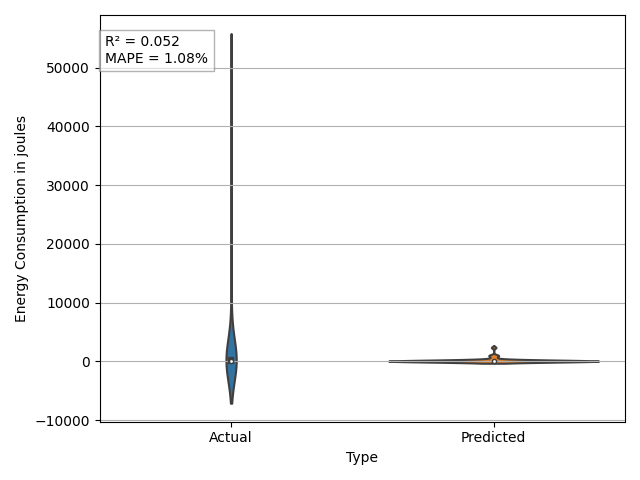 R² = 0.052
MAPE = 1.08%
50000
40000
30000
20000
10000
0
−10000
Energy Consumption in joules
Actual
Predicted
Type